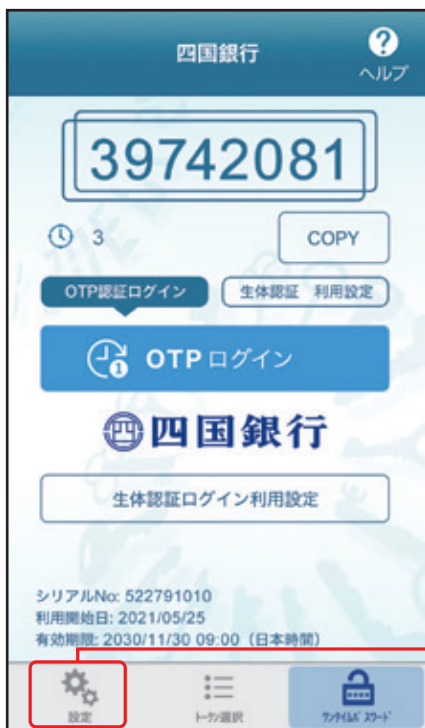 四国銀行
?
ヘルプ
39742081
3
COPY
OTP認証ログイン
生体認証 利用設定
1 OTP ログイン
四国銀行
生体認証ログイン利用設定
シリアルNo: 522791010
利用開始日: 2021/05/25
有効期限: 2030/11/30 09:00（日本時間）
設定
トークン選択
ワンタイムパスワード